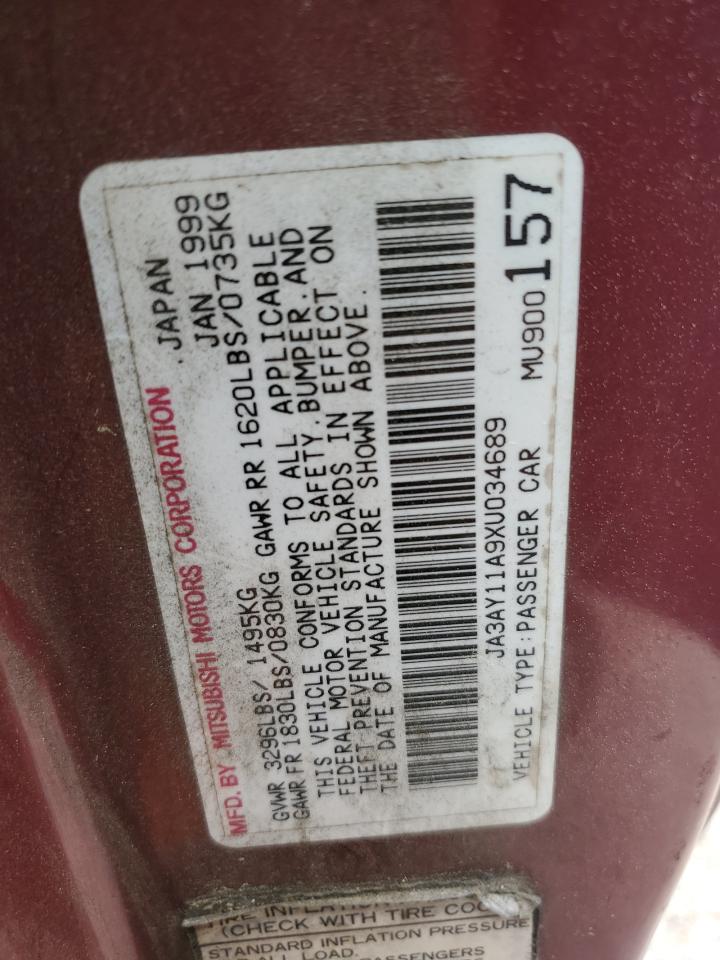 MFD. BY MITSUBISHI MOTORS CORPORATION JAPAN
JAN 1999
GVWR 3296LBS/ 1495KG
GAWR FR 1830LBS/0830KG GAWR RR 1620LBS/0735KG
THIS VEHICLE CONFORMS TO ALL APPLICABLE
FEDERAL MOTOR VEHICLE SAFETY.BUMPER.AND
THEFT PREVENTION STANDARDS IN EFFECT ON
THE DATE OF MANUFACTURE SHOWN ABOVE.
JA3AY11A9XU034689
VEHICLE TYPE:PASSENGER CAR MU900157
(CHECK WITH TIRE
STANDARD INFLATION PRESSURE
LOAD.
PASSENGERS